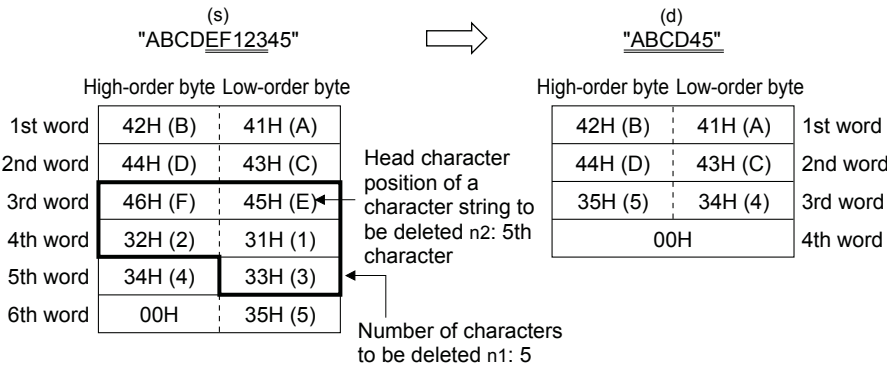 (s)
"ABCDEF12345"
(d)
"ABCD45"
High-order byte Low-order byte
1st word 42H (B) 41H (A)
2nd word 44H (D) 43H (C)
3rd word 46H (F) 45H (E)
4th word 32H (2) 31H (1)
5th word 34H (4) 33H (3)
6th word 00H 35H (5)
Head character
position of a
character string to
be deleted n2: 5th
character
Number of characters
to be deleted n1: 5
High-order byte Low-order byte
42H (B) 41H (A) 1st word
44H (D) 43H (C) 2nd word
35H (5) 34H (4) 3rd word
00H 4th word